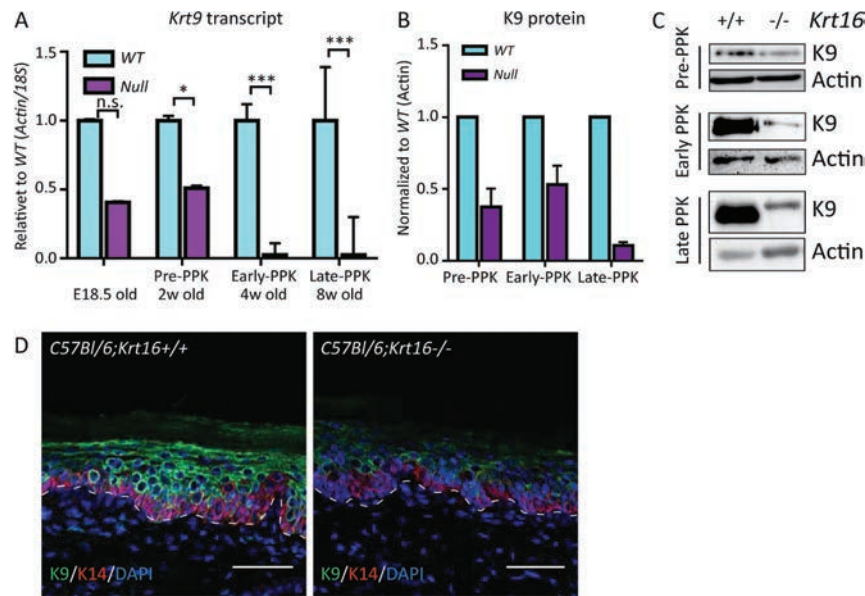 A
Krt9 transcript
Relativet to WT (Actin/18S)
1.5
1.0
0.5
0.0
WT
Null
n.s.
*
***
***
E18.5 old
Pre-PPK
2w old
Early-PPK
4w old
Late-PPK
8w old
B
K9 protein
Normalized to WT (Actin)
1.5
1.0
0.5
0.0
WT
Null
Pre-PPK
Early-PPK
Late-PPK
C
+/+ -/- Krt16
Pre-PPK
K9
Actin
Early PPK
K9
Actin
Late PPK
K9
Actin
D
C57Bl/6;Krt16+/+
K9/K14/DAPI
C57Bl/6;Krt16-/-
K9/K14/DAPI